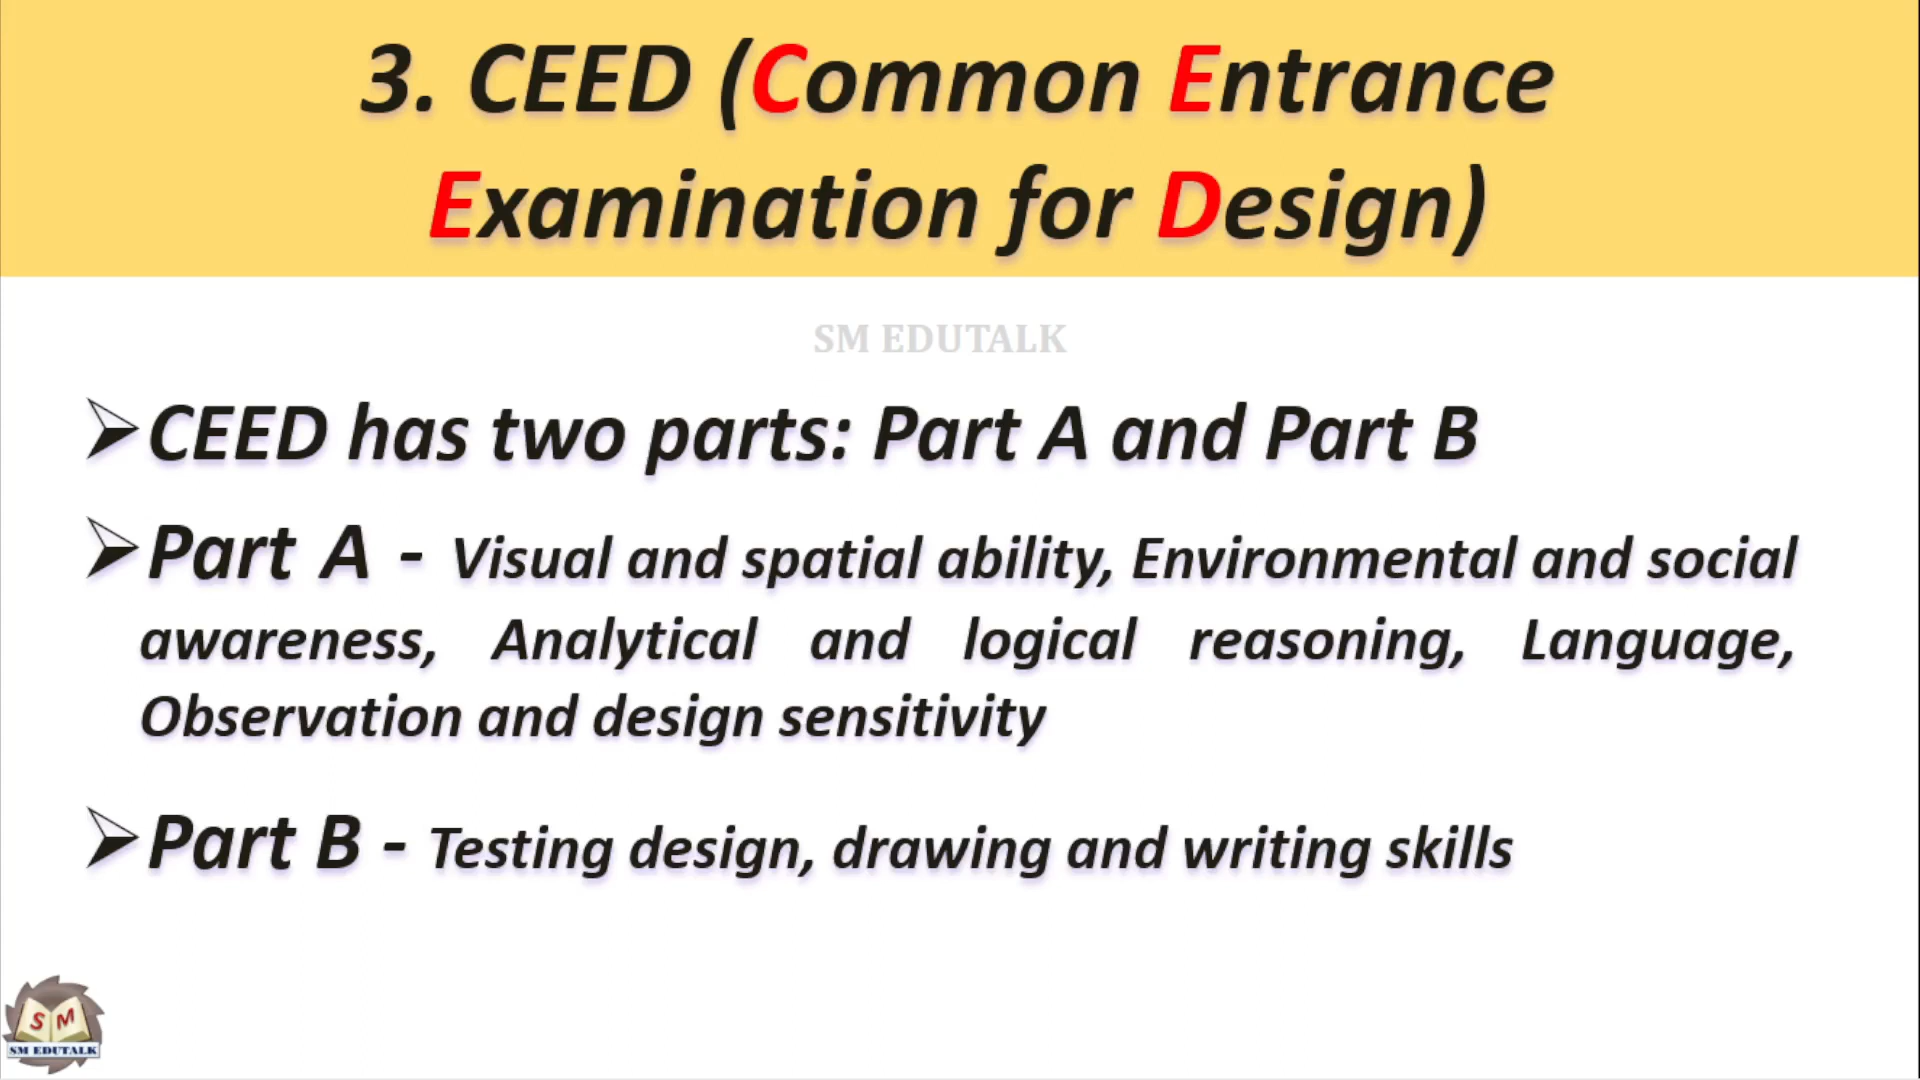 3. CEED (Common Entrance
Examination for Design)
SM EDUTALK
CEED has two parts: Part A and Part B
Part A - Visual and spatial ability, Environmental and social
awareness, Analytical and logical reasoning, Language,
Observation and design sensitivity
Part B - Testing design, drawing and writing skills
S M
SM EDUTALK